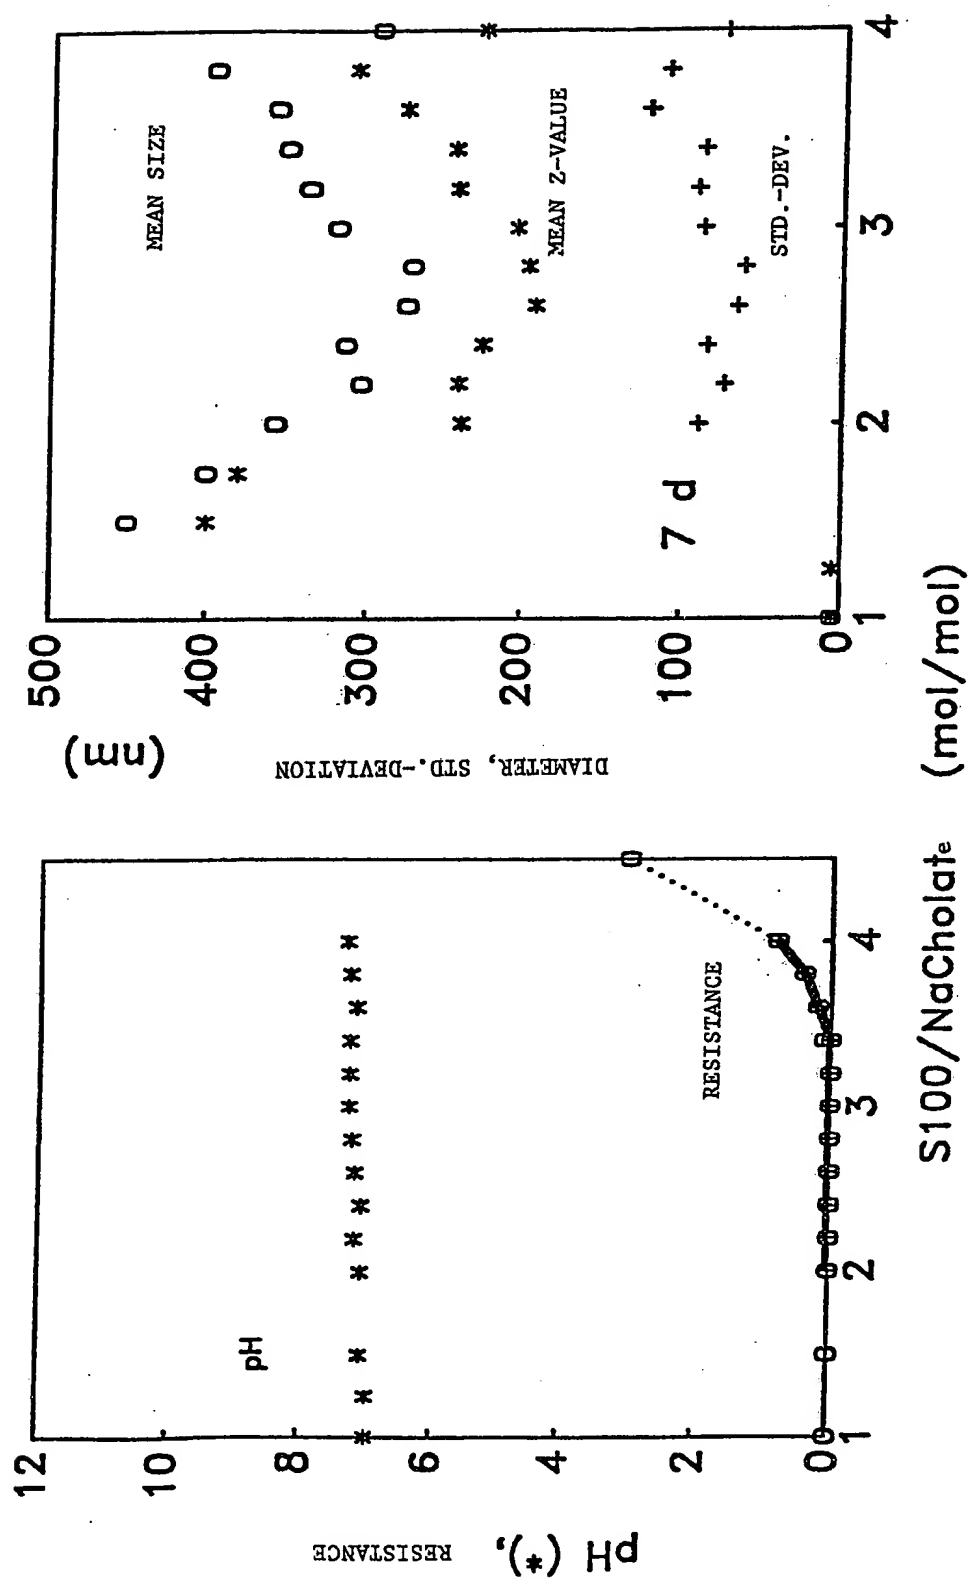 12
10
8
6
4
2
0
pH (*),
RESISTANCE
pH
RESISTANCE
1
2
3
4
500
400
300
200
100
0
(nm)
DIAMETER, STD.-DEVIATION
MEAN SIZE
MEAN Z-VALUE
STD.-DEV.
7 d
1
2
3
4
S100/NaCholate (mol/mol)